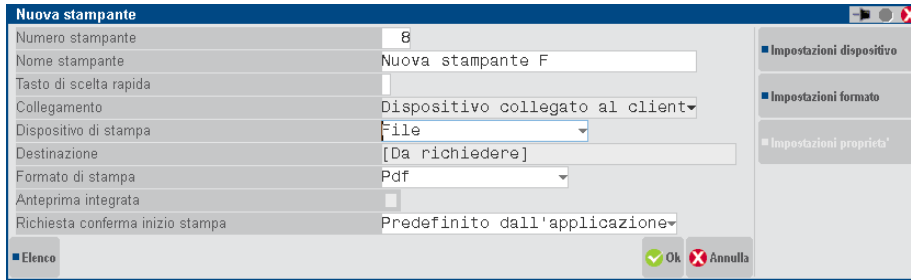 Nuova stampante
Numero stampante 8
Nome stampante Nuova stampante F
Tasto di scelta rapida
Collegamento Dispositivo collegato al client
Dispositivo di stampa File
Destinazione [Da richiedere]
Formato di stampa Pdf
Anteprima integrata
Richiesta conferma inizio stampa Predefinito dall'applicazione
Elenco Ok Annulla
Impostazioni dispositivo
Impostazioni formato
Impostazioni proprieta'